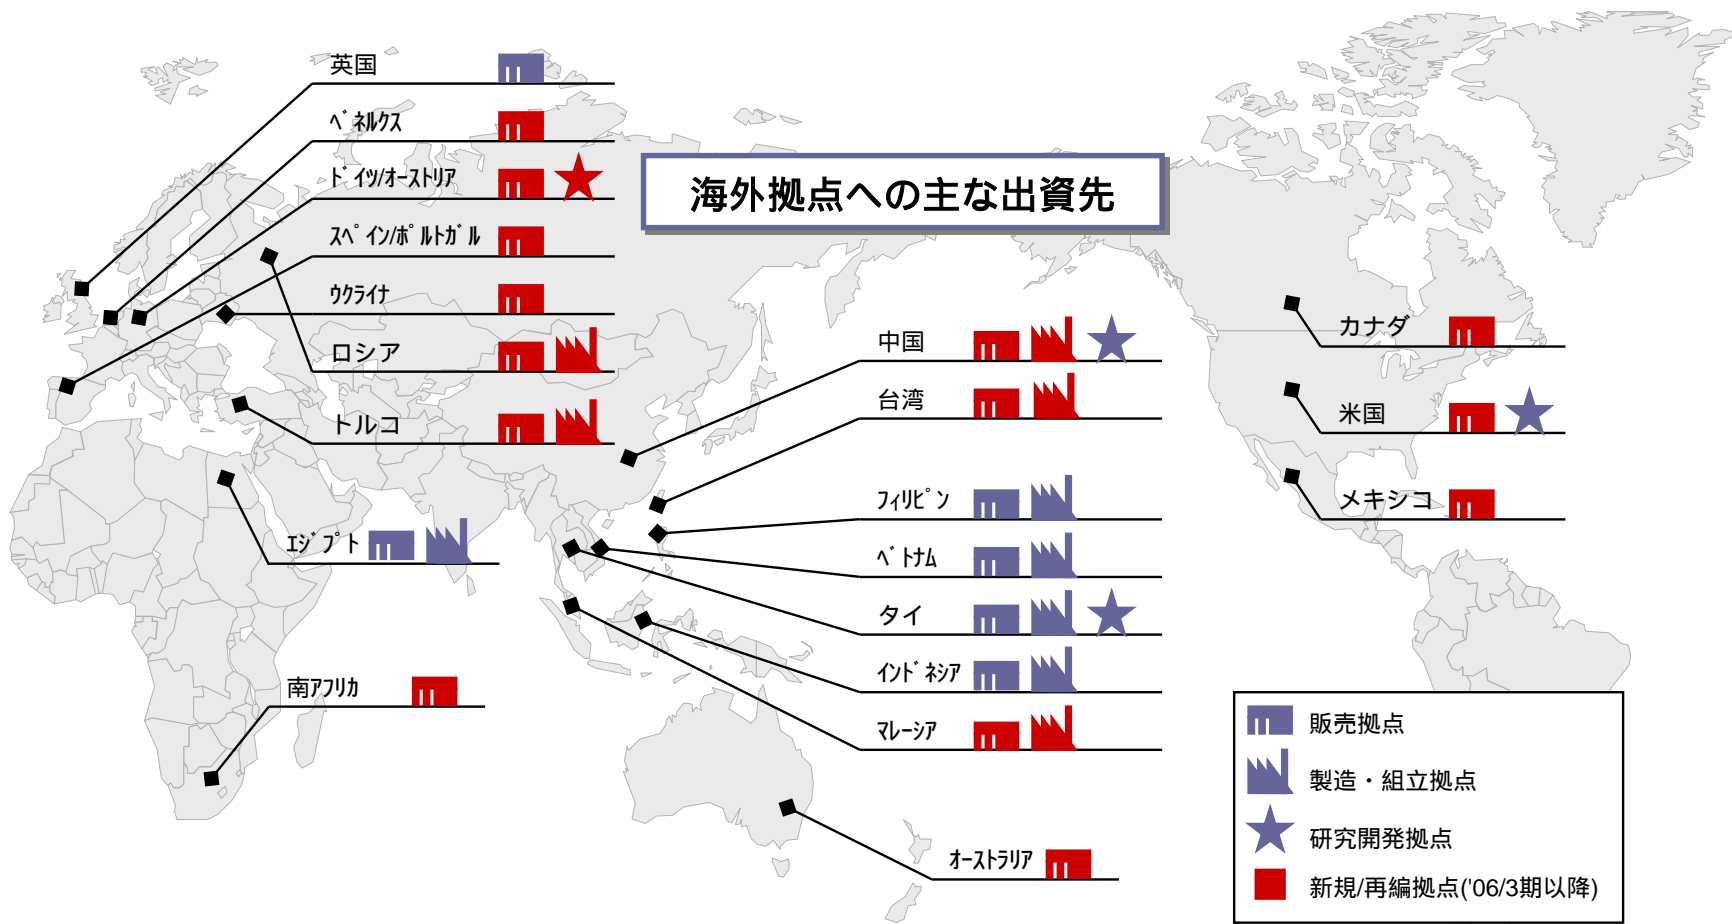 海外拠点への主な出資先
英国
ベネルクス
ドイツ/オーストリア
スペイン/ポルトガル
ウクライナ
ロシア
トルコ
エジプト
南アフリカ
中国
台湾
フィリピン
ベトナム
タイ
インドネシア
マレーシア
オーストラリア
カナダ
米国
メキシコ
販売拠点
製造・組立拠点
研究開発拠点
新規/再編拠点('06/3期以降)